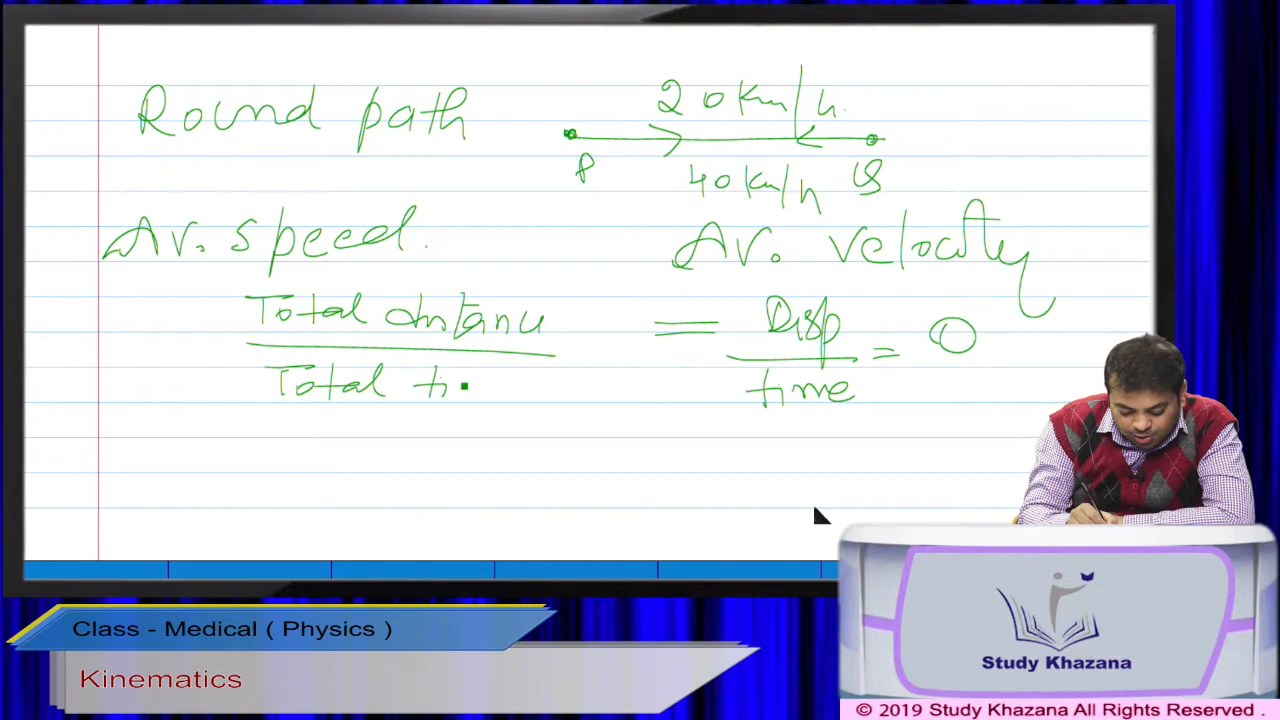 Round path
20 Km/h.
P
40 Km/h
Q
Av. speed.
Av. velocity
Total distance
Total ti
= Disp = 0
time
Class - Medical ( Physics )
Kinematics
Study Khazana
© 2019 Study Khazana All Rights Reserved .